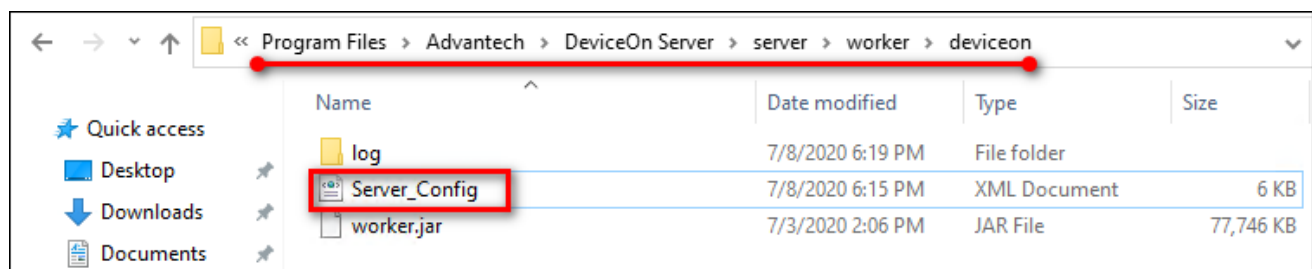 « Program Files > Advantech > DeviceOn Server > server > worker > deviceon
Name Date modified Type Size
Quick access
log 7/8/2020 6:19 PM File folder
Desktop
Server_Config 7/8/2020 6:15 PM XML Document 6 KB
Downloads
worker.jar 7/3/2020 2:06 PM JAR File 77,746 KB
Documents